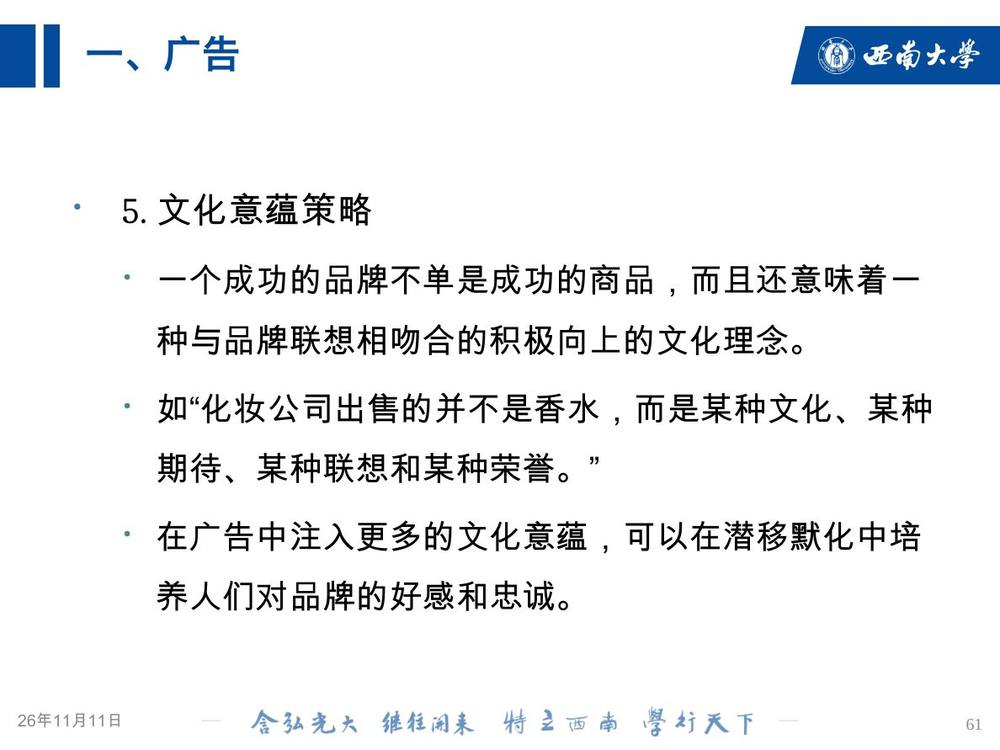 一、广告
西南大学
5. 文化意蕴策略
一个成功的品牌不单是成功的商品，而且还意味着一
种与品牌联想相吻合的积极向上的文化理念。
如“化妆公司出售的并不是香水，而是某种文化、某种
期待、某种联想和某种荣誉。”
在广告中注入更多的文化意蕴，可以在潜移默化中培
养人们对品牌的好感和忠诚。
26年11月11日
含弘光大 继往开来 特立西南 學行天下
61